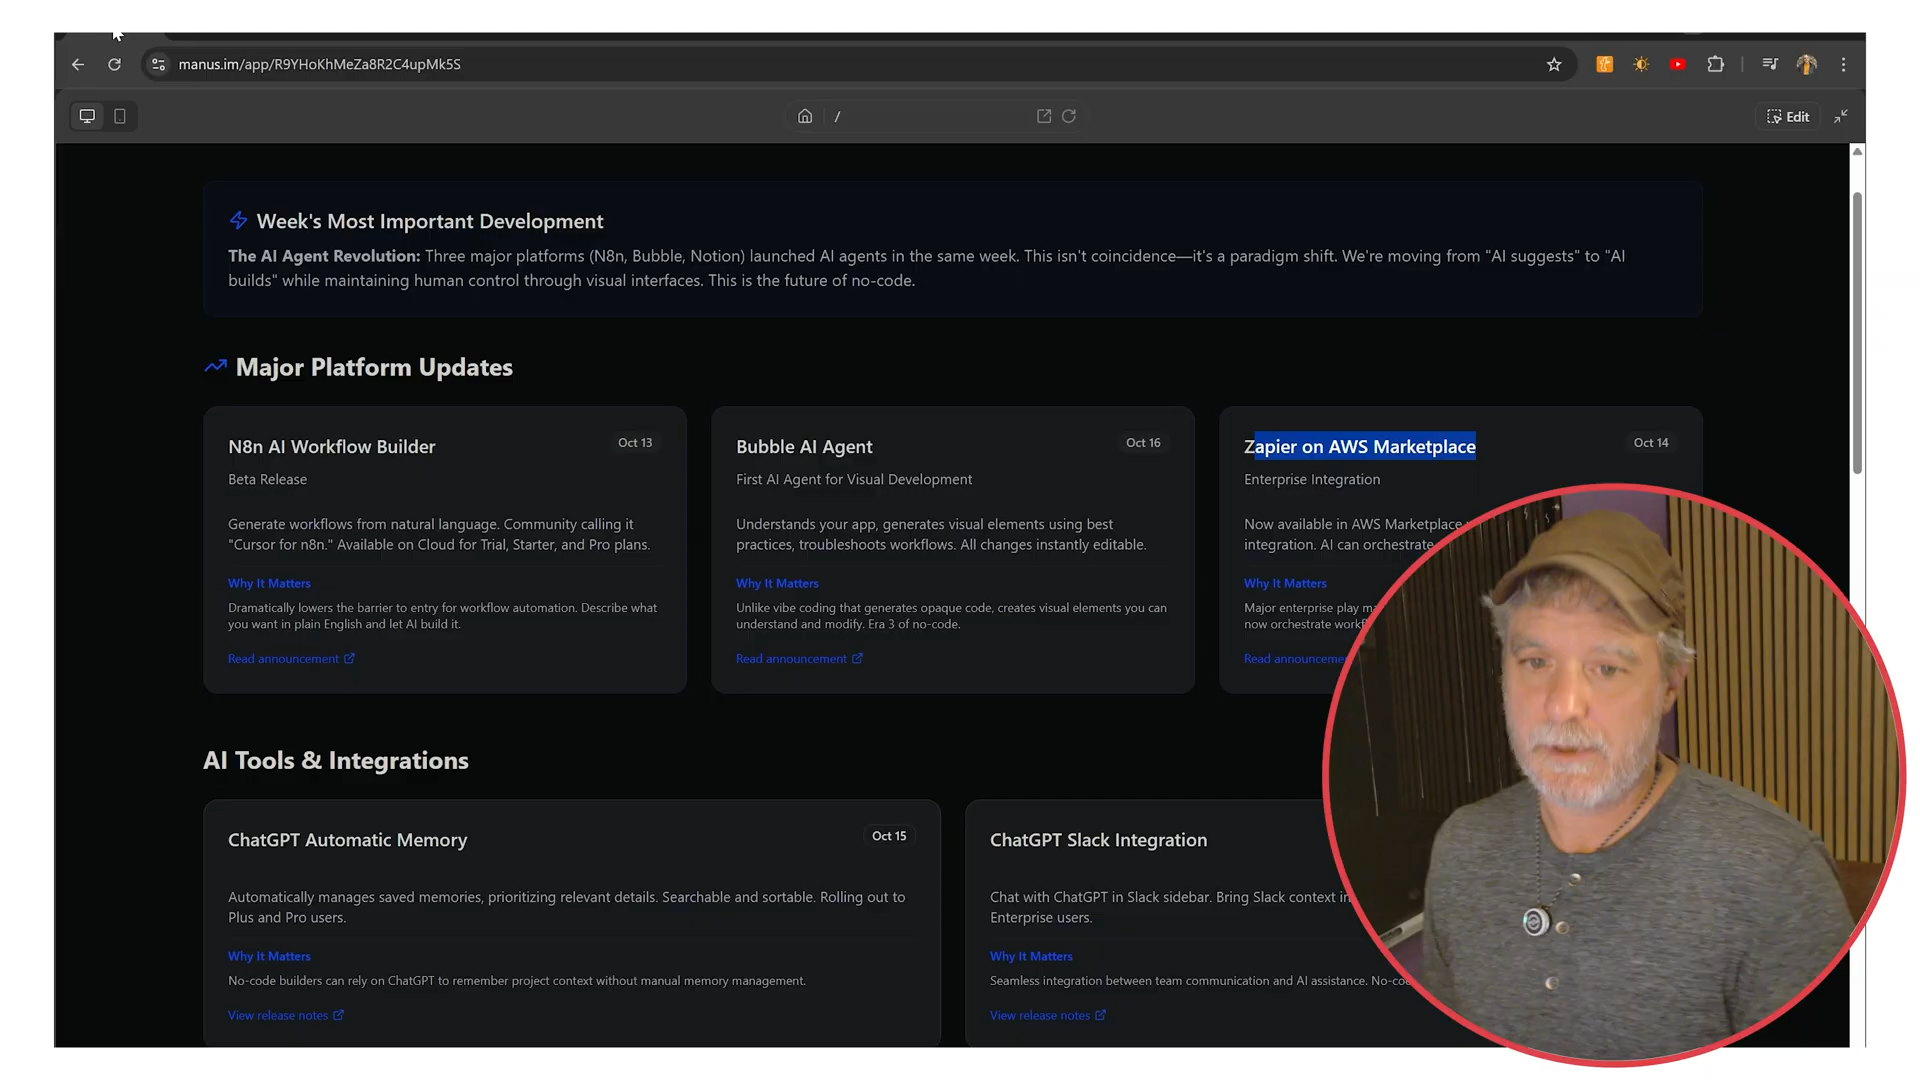 manus.im/app/R9YHoKhMeZa8R2C4upMk5S
/
Edit
Week's Most Important Development
The AI Agent Revolution: Three major platforms (N8n, Bubble, Notion) launched AI agents in the same week. This isn't coincidence—it's a paradigm shift. We're moving from "AI suggests" to "AI
builds" while maintaining human control through visual interfaces. This is the future of no-code.
Major Platform Updates
N8n AI Workflow Builder
Oct 13
Beta Release
Generate workflows from natural language. Community calling it
"Cursor for n8n." Available on Cloud for Trial, Starter, and Pro plans.
Why It Matters
Dramatically lowers the barrier to entry for workflow automation. Describe what
you want in plain English and let AI build it.
Read announcement
Bubble AI Agent
Oct 16
First AI Agent for Visual Development
Understands your app, generates visual elements using best
practices, troubleshoots workflows. All changes instantly editable.
Why It Matters
Unlike vibe coding that generates opaque code, creates visual elements you can
understand and modify. Era 3 of no-code.
Read announcement
Zapier on AWS Marketplace
Oct 14
Enterprise Integration
Now available in AWS Marketplace
integration. AI can orchestrate
Why It Matters
Major enterprise play
now orchestrate
Read
AI Tools & Integrations
ChatGPT Automatic Memory
Oct 15
Automatically manages saved memories, prioritizing relevant details. Searchable and sortable. Rolling out to
Plus and Pro users.
Why It Matters
No-code builders can rely on ChatGPT to remember project context without manual memory management.
View release notes
ChatGPT Slack Integration
Chat with ChatGPT in Slack sidebar. Bring Slack context
Enterprise users.
Why It Matters
Seamless integration between team communication and AI assistance.
View release notes